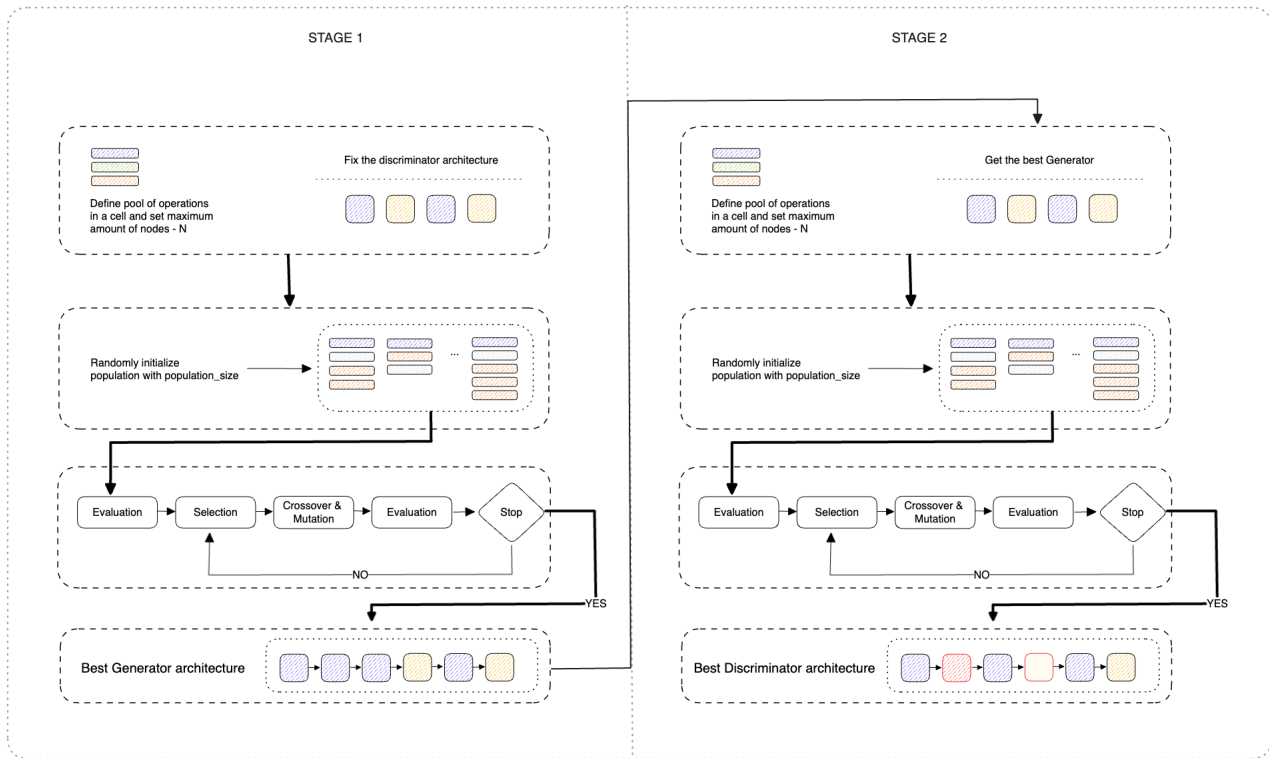 STAGE 1
Fix the discriminator architecture
Define pool of operations
in a cell and set maximum
amount of nodes - N
Randomly initialize
population with population_size
...
Evaluation
Selection
Crossover &
Mutation
Evaluation
Stop
NO
YES
Best Generator architecture
STAGE 2
Get the best Generator
Define pool of operations
in a cell and set maximum
amount of nodes - N
Randomly initialize
population with population_size
...
Evaluation
Selection
Crossover &
Mutation
Evaluation
Stop
NO
YES
Best Discriminator architecture